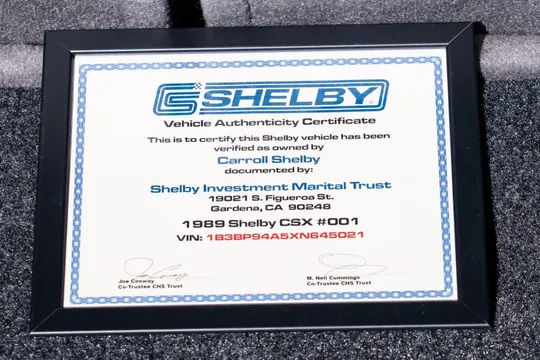 CS SHELBY
Vehicle Authenticity Certificate
This is to certify this Shelby vehicle has been
verified as owned by
Carroll Shelby
documented by:
Shelby Investment Marital Trust
19021 S. Figueroa St.
Gardena, CA 90248
1989 Shelby CSX #001
VIN: 1B3BP94A5XN645021
Joe Conway
Co-Trustee CHS Trust
M. Neil Cummings
Co-Trustee CHS Trust